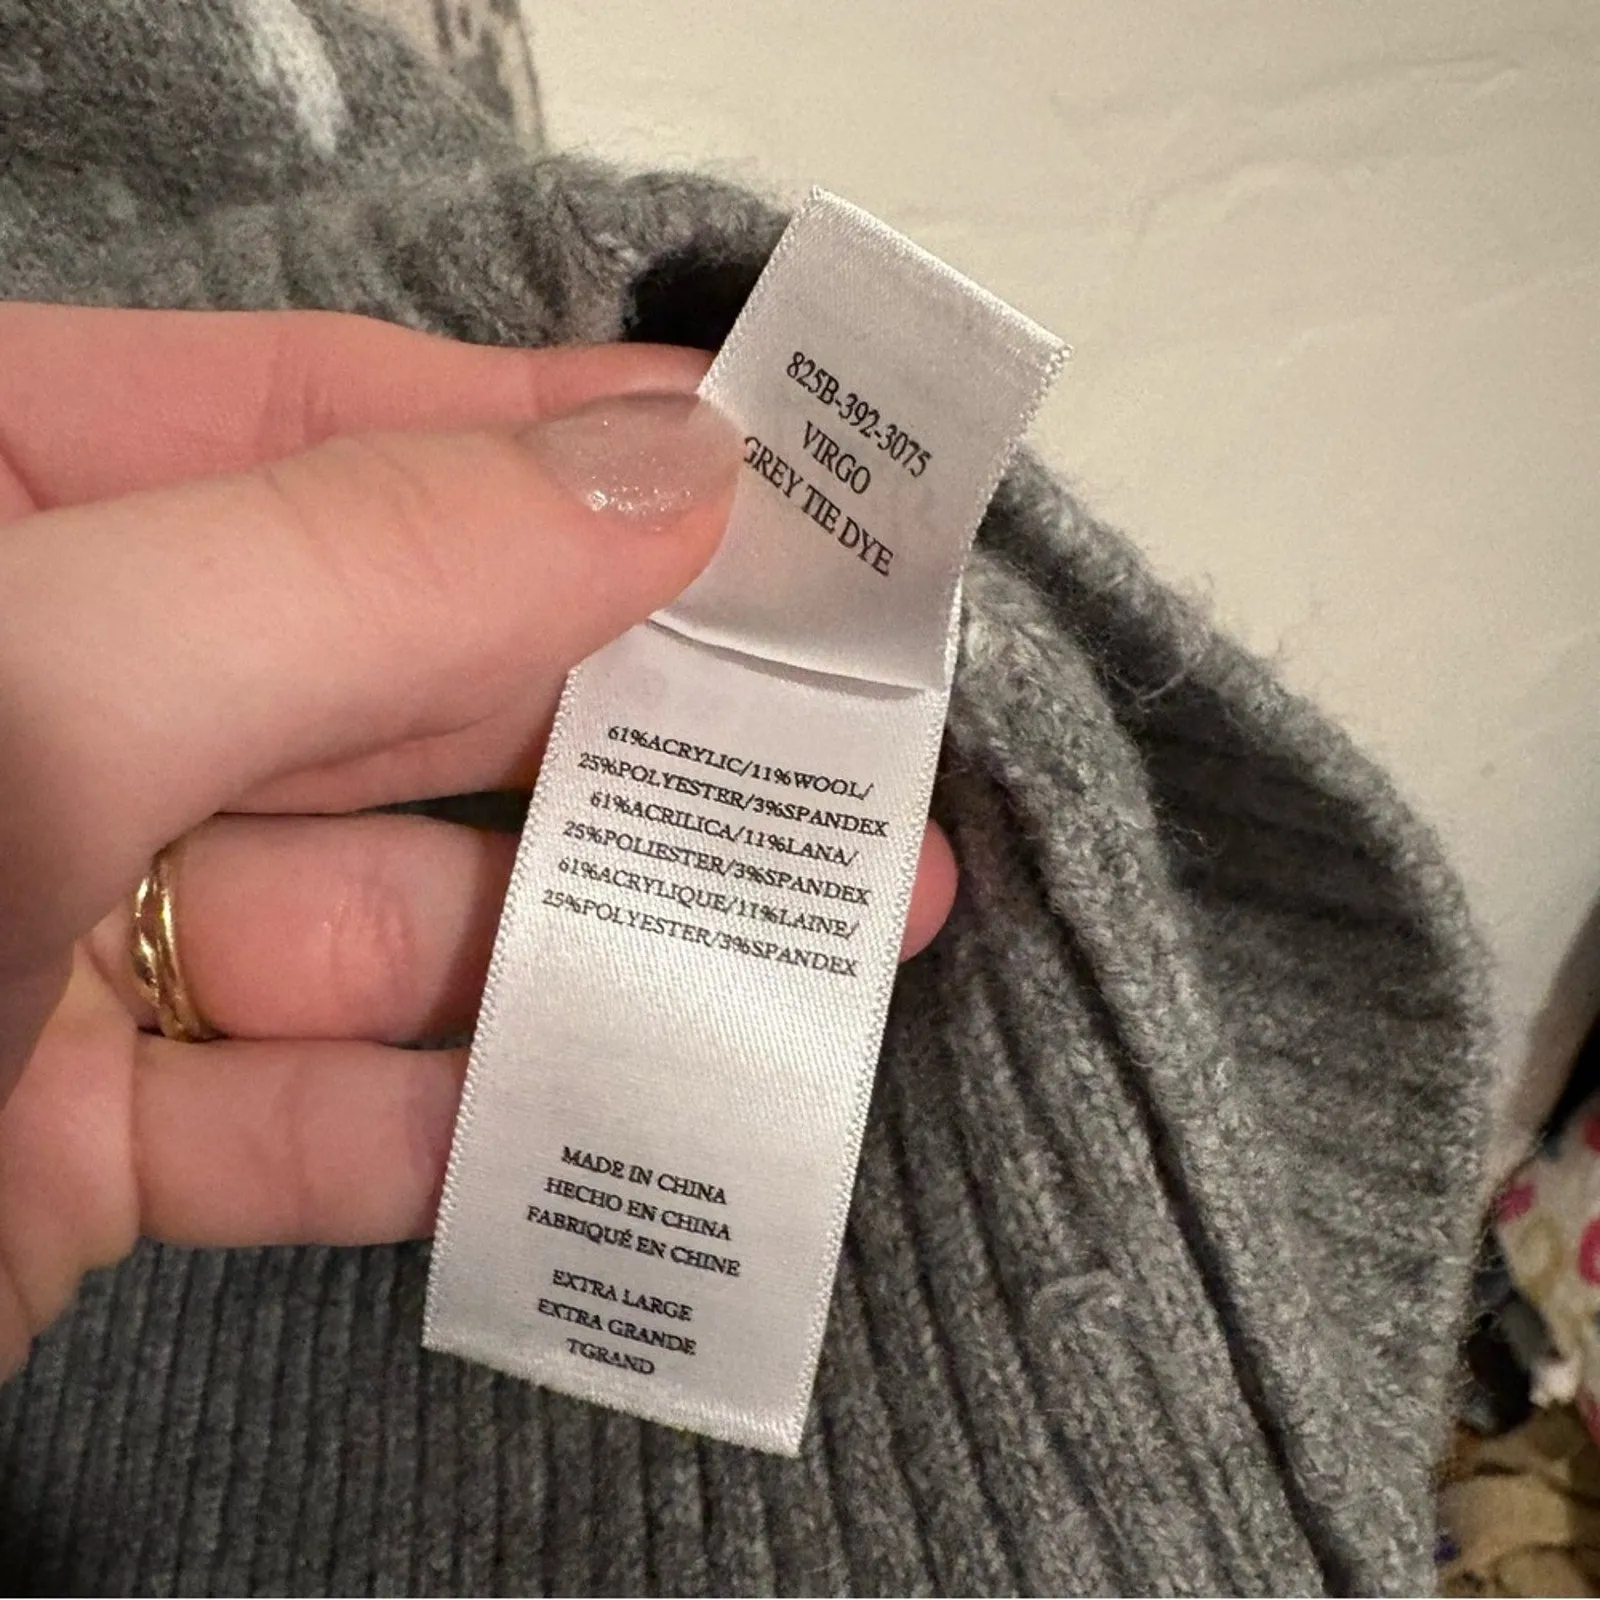 825B-392-3075
VIRGO
GREY TIE DYE
61%ACRYLIC/11%WOOL/
25%POLYESTER/3%SPANDEX
61%ACRILICA/11%LANA/
25%POLIESTER/3%SPANDEX
61%ACRYLIQUE/11%LAINE/
25%POLYESTER/3%SPANDEX
MADE IN CHINA
HECHO EN CHINA
FABRIQUÉ EN CHINE
EXTRA LARGE
EXTRA GRANDE
TGRAND